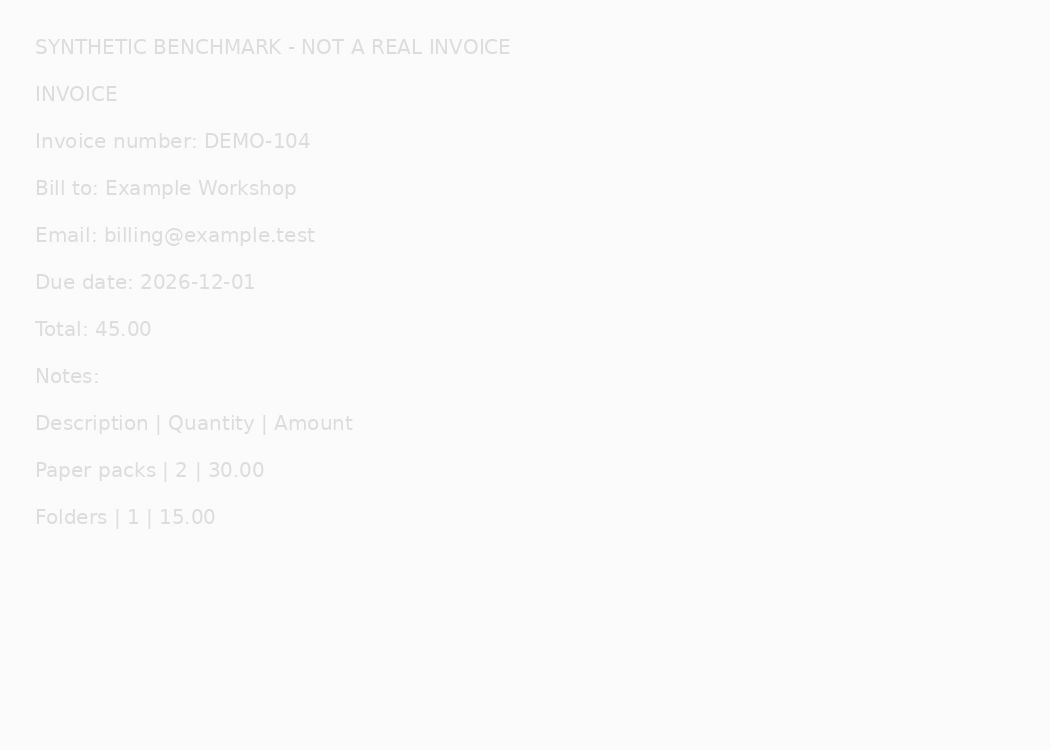 SYNTHETIC BENCHMARK - NOT A REAL INVOICE
INVOICE
Invoice number: DEMO-104
Bill to: Example Workshop
Email: billing@example.test
Due date: 2026-12-01
Total: 45.00
Notes:
Description | Quantity | Amount
Paper packs | 2 | 30.00
Folders | 1 | 15.00